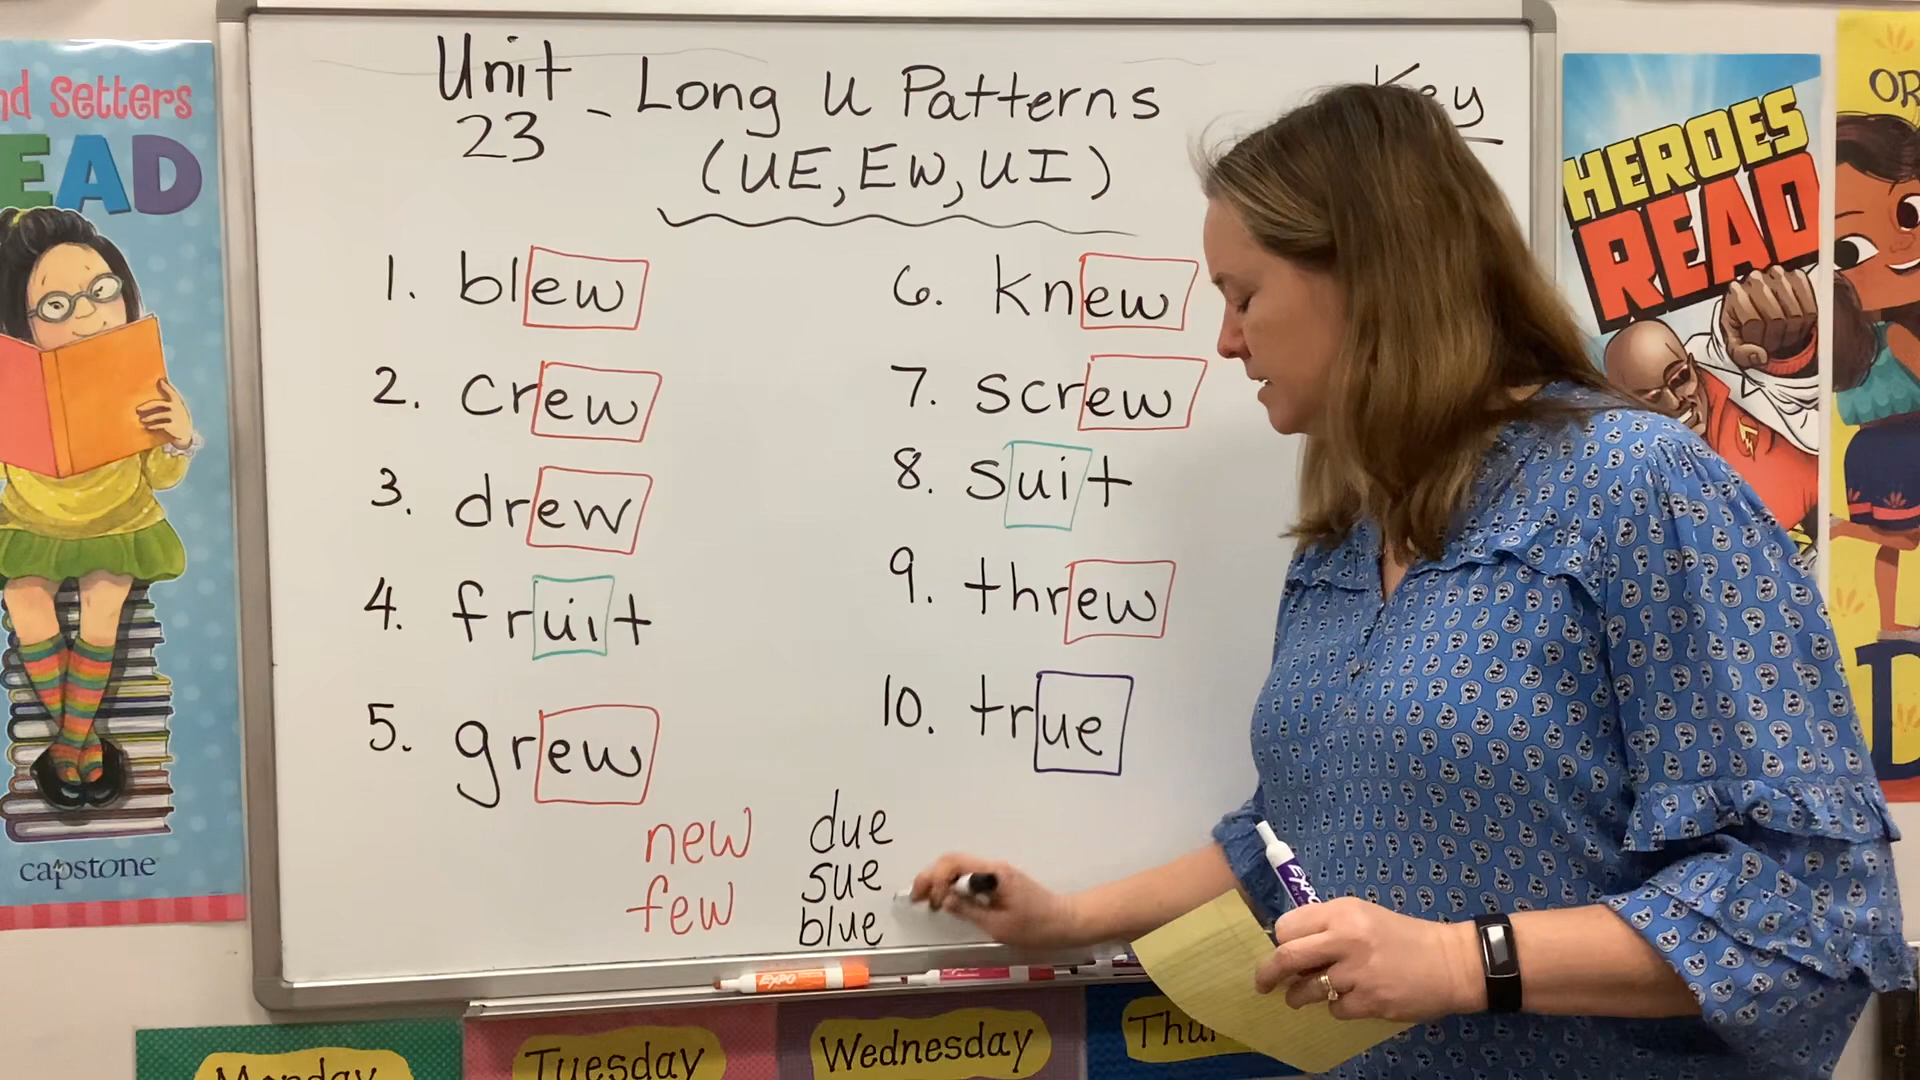 Unit 23 - Long U Patterns
(UE, EW, UI)
Key
1. blew
2. crew
3. drew
4. fruit
5. grew
6. knew
7. screw
8. suit
9. threw
10. true
new
few
due
sue
blue
Setters
EAD
capstone
HEROES
READ
OR
D
EXPO
EXPO
Monday
Tuesday
Wednesday